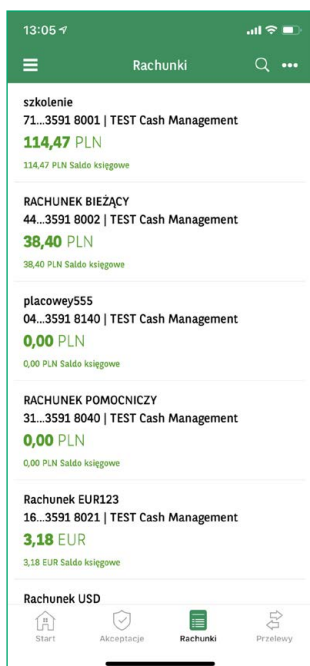 13:05
Rachunki
szkolenie
71...3591 8001 | TEST Cash Management
114,47 PLN
114,47 PLN Saldo księgowe
RACHUNEK BIEŻĄCY
44...3591 8002 | TEST Cash Management
38,40 PLN
38,40 PLN Saldo księgowe
placowey555
04...3591 8140 | TEST Cash Management
0,00 PLN
0,00 PLN Saldo księgowe
RACHUNEK POMOCNICZY
31...3591 8040 | TEST Cash Management
0,00 PLN
0,00 PLN Saldo księgowe
Rachunek EUR123
16...3591 8021 | TEST Cash Management
3,18 EUR
3,18 EUR Saldo księgowe
Rachunek USD
Start Akceptacje Rachunki Przelewy